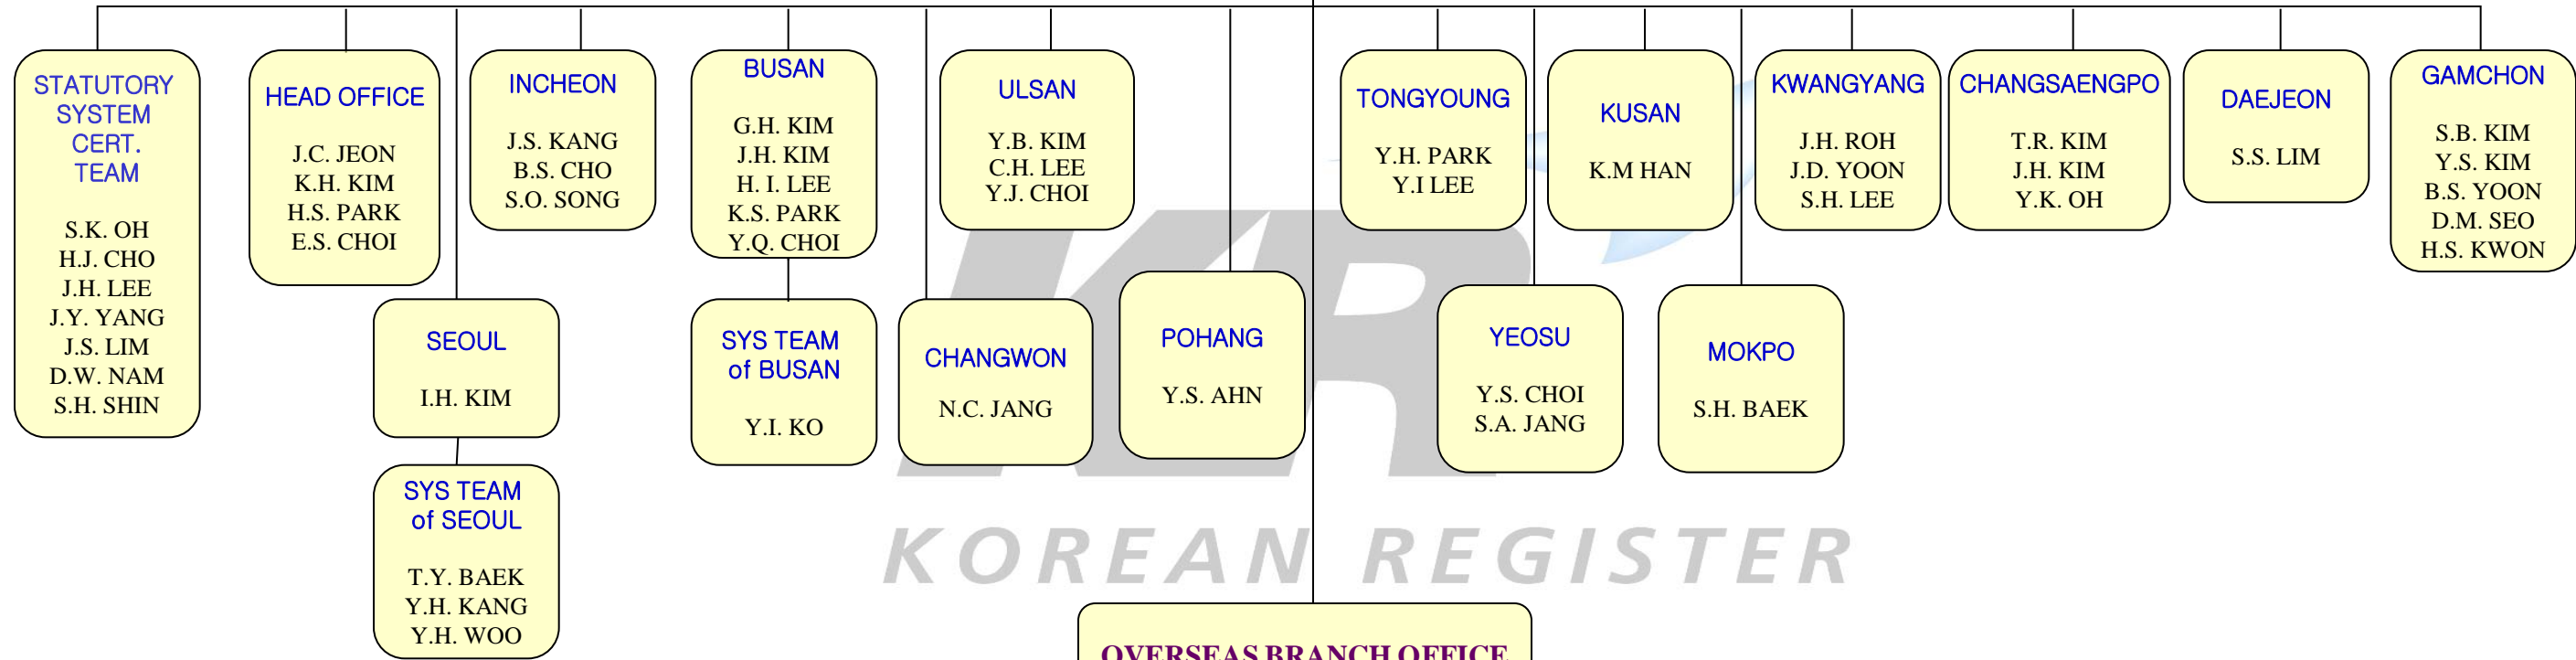 STATUTORY
SYSTEM
CERT.
TEAM
S.K. OH
H.J. CHO
J.H. LEE
J.Y. YANG
J.S. LIM
D.W. NAM
S.H. SHIN
HEAD OFFICE
J.C. JEON
K.H. KIM
H.S. PARK
E.S. CHOI
SEOUL
I.H. KIM
SYS TEAM
of SEOUL
T.Y. BAEK
Y.H. KANG
Y.H. WOO
INCHEON
J.S. KANG
B.S. CHO
S.O. SONG
BUSAN
G.H. KIM
J.H. KIM
H. I. LEE
K.S. PARK
Y.Q. CHOI
SYS TEAM
of BUSAN
Y.I. KO
CHANGWON
N.C. JANG
ULSAN
Y.B. KIM
C.H. LEE
Y.J. CHOI
POHANG
Y.S. AHN
TONGYOUNG
Y.H. PARK
Y.I LEE
YEOSU
Y.S. CHOI
S.A. JANG
KUSAN
K.M HAN
MOKPO
S.H. BAEK
KWANGYANG
J.H. ROH
J.D. YOON
S.H. LEE
CHANGSAENGPO
T.R. KIM
J.H. KIM
Y.K. OH
DAEJEON
S.S. LIM
GAMCHON
S.B. KIM
Y.S. KIM
B.S. YOON
D.M. SEO
H.S. KWON
KR
KOREAN REGISTER
OVERSEAS BRANCH OFFICE